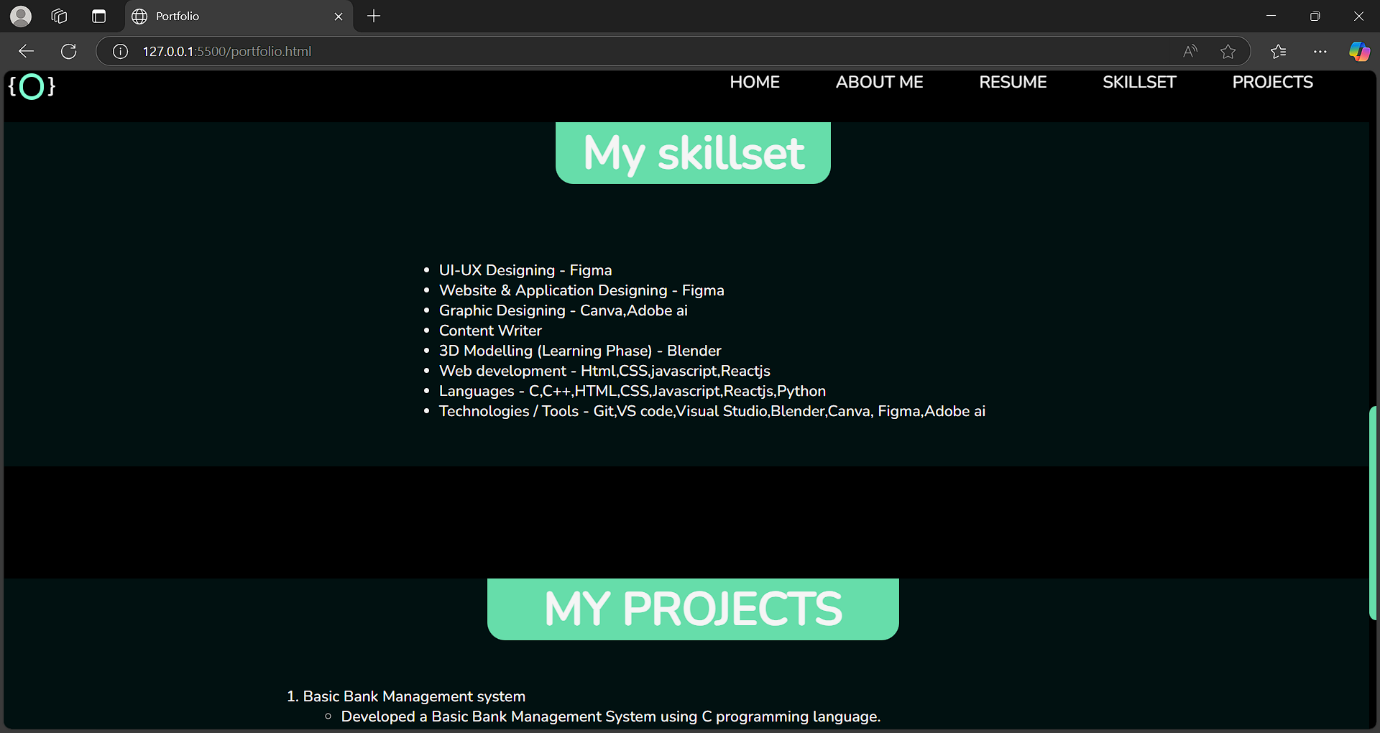 Portfolio
127.0.0.1:5500/portfolio.html
{O}
HOME ABOUT ME RESUME SKILLSET PROJECTS
My skillset
• UI-UX Designing - Figma
• Website & Application Designing - Figma
• Graphic Designing - Canva,Adobe ai
• Content Writer
• 3D Modelling (Learning Phase) - Blender
• Web development - Html,CSS,javascript,Reactjs
• Languages - C,C++,HTML,CSS,Javascript,Reactjs,Python
• Technologies / Tools - Git,VS code,Visual Studio,Blender,Canva, Figma,Adobe ai
MY PROJECTS
1. Basic Bank Management system
◦ Developed a Basic Bank Management System using C programming language.